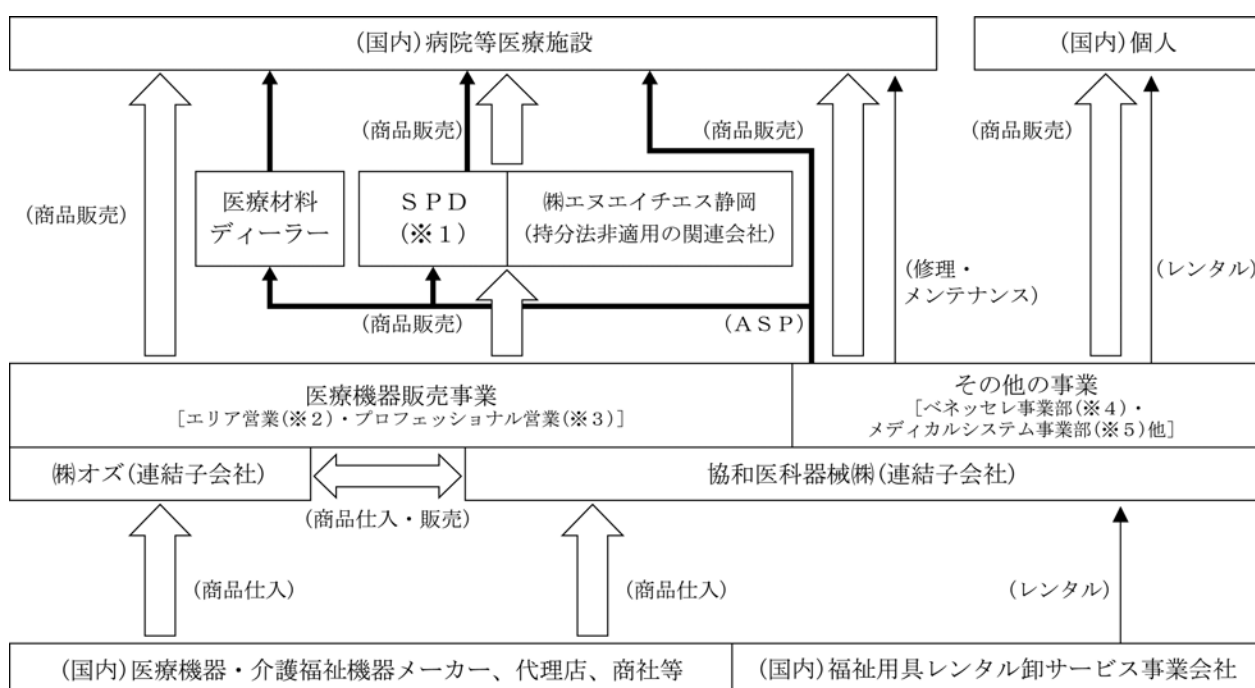 (国内)病院等医療施設
(国内)個人
(商品販売)
(商品販売)
(商品販売)
(商品販売)
医療材料
ディーラー
ＳＰＤ
(※１)
㈱エヌエイチエス静岡
(持分法非適用の関連会社)
(修理・
メンテナンス)
(レンタル)
(商品販売)
(ＡＳＰ)
医療機器販売事業
[エリア営業(※２)・プロフェッショナル営業(※３)]
その他の事業
[ベネッセレ事業部(※４)・
メディカルシステム事業部(※５)他]
㈱オズ(連結子会社)
(商品仕入・販売)
協和医科器械㈱(連結子会社)
(商品仕入)
(商品仕入)
(レンタル)
(国内)医療機器・介護福祉機器メーカー、代理店、商社等
(国内)福祉用具レンタル卸サービス事業会社